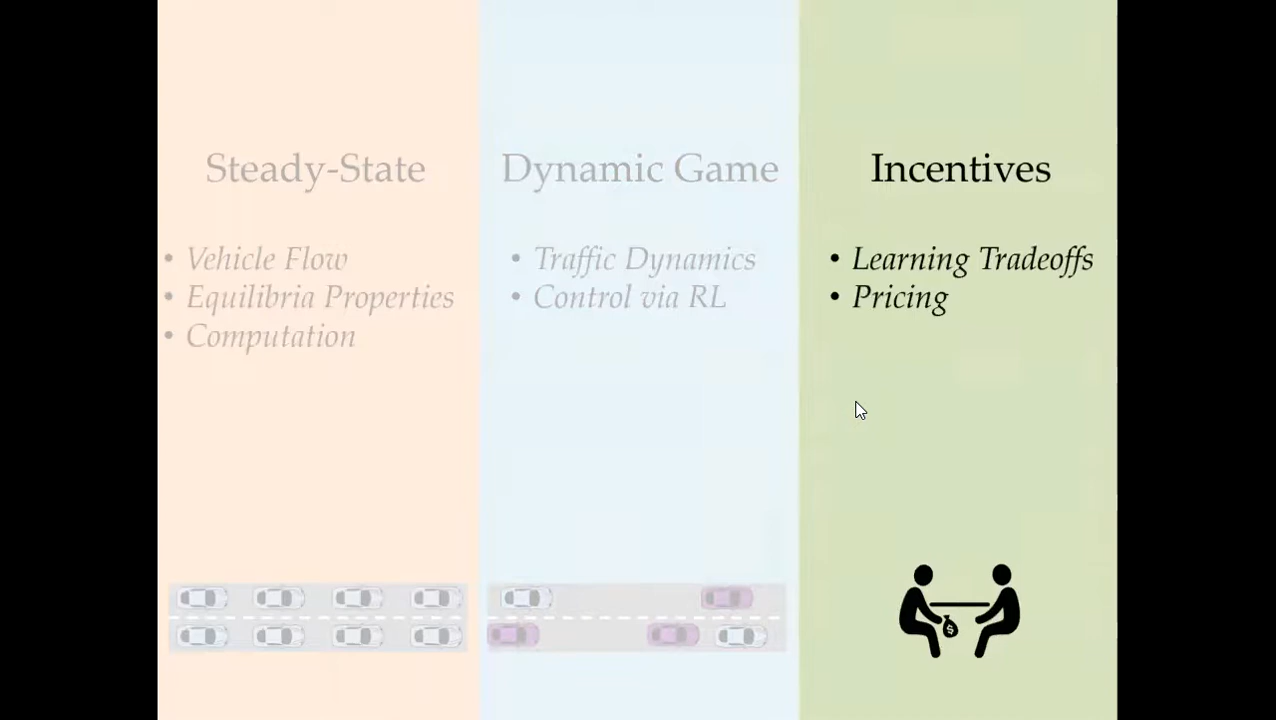 Steady-State
• Vehicle Flow
• Equilibria Properties
• Computation
Dynamic Game
• Traffic Dynamics
• Control via RL
Incentives
• Learning Tradeoffs
• Pricing
$